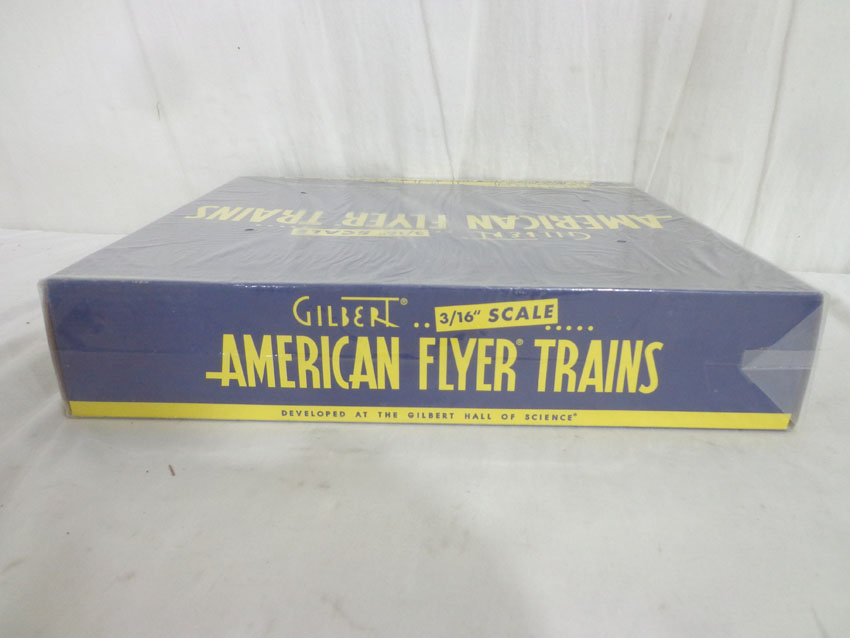 AMERICAN FLYER TRAINS
GILBERT 3/16" SCALE
GILBERT® .. 3/16" SCALE .....
AMERICAN FLYER® TRAINS
DEVELOPED AT THE GILBERT HALL OF SCIENCE®